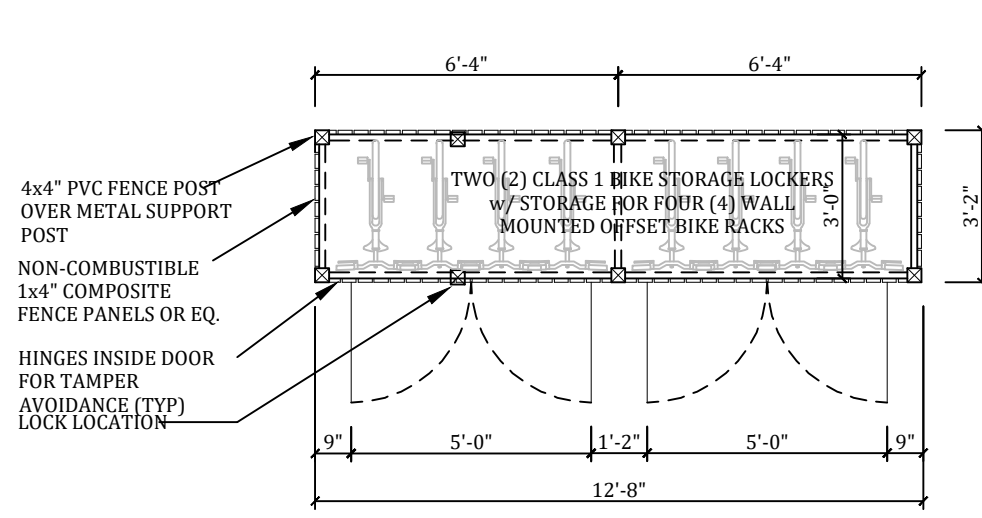 6'-4"
6'-4"
4x4" PVC FENCE POST
OVER METAL SUPPORT
POST
TWO (2) CLASS 1 BIKE STORAGE LOCKERS
w/ STORAGE FOR FOUR (4) WALL
MOUNTED OFFSET BIKE RACKS
3'-0"
3'-2"
NON-COMBUSTIBLE
1x4" COMPOSITE
FENCE PANELS OR EQ.
HINGES INSIDE DOOR
FOR TAMPER
AVOIDANCE (TYP)
LOCK LOCATION
9"
5'-0"
1'-2"
5'-0"
9"
12'-8"